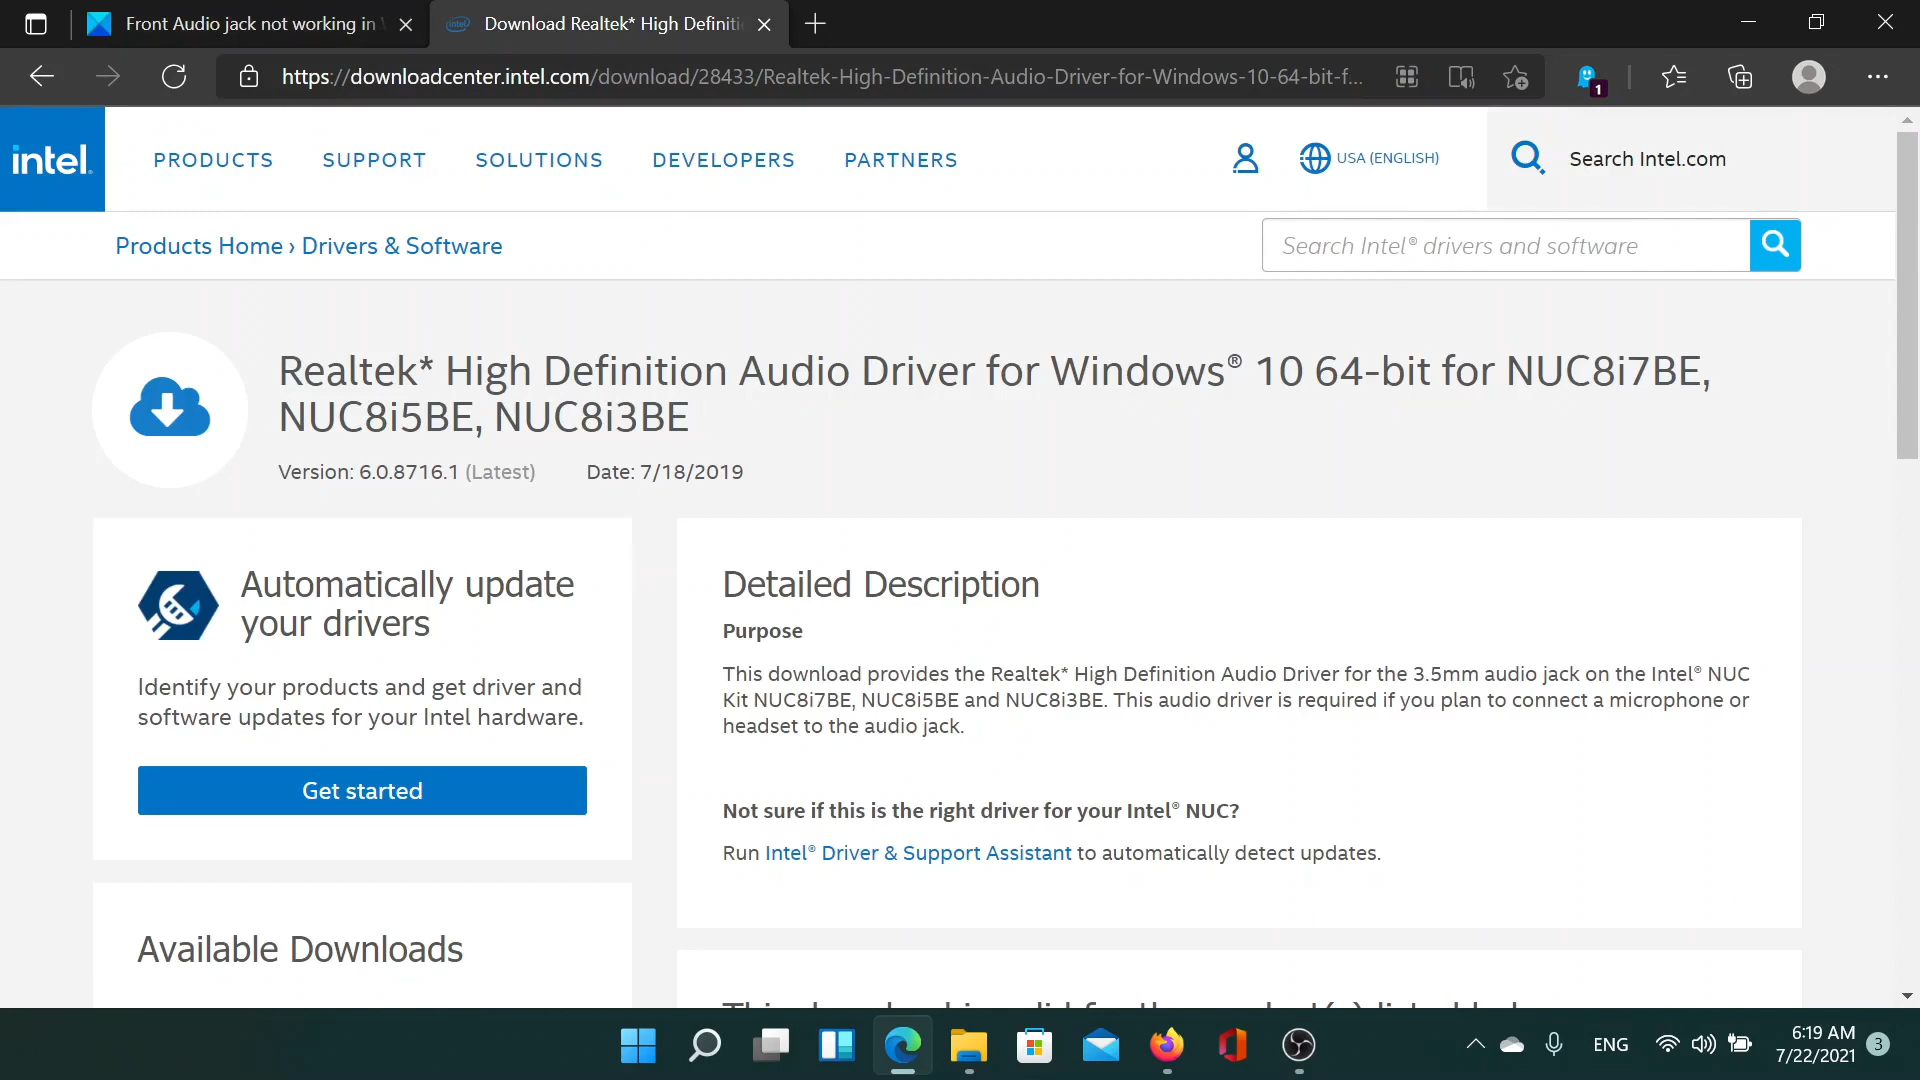 Front Audio jack not working in
Download Realtek* High Definiti
https://downloadcenter.intel.com/download/28433/Realtek-High-Definition-Audio-Driver-for-Windows-10-64-bit-f...
1
intel.
PRODUCTS
SUPPORT
SOLUTIONS
DEVELOPERS
PARTNERS
USA (ENGLISH)
Search Intel.com
Products Home › Drivers & Software
Search Intel® drivers and software
Realtek* High Definition Audio Driver for Windows® 10 64-bit for NUC8i7BE,
NUC8i5BE, NUC8i3BE
Version: 6.0.8716.1 (Latest)
Date: 7/18/2019
Automatically update
your drivers
Identify your products and get driver and
software updates for your Intel hardware.
Get started
Available Downloads
Detailed Description
Purpose
This download provides the Realtek* High Definition Audio Driver for the 3.5mm audio jack on the Intel® NUC
Kit NUC8i7BE, NUC8i5BE and NUC8i3BE. This audio driver is required if you plan to connect a microphone or
headset to the audio jack.
Not sure if this is the right driver for your Intel® NUC?
Run Intel® Driver & Support Assistant to automatically detect updates.
ENG
6:19 AM
7/22/2021
3